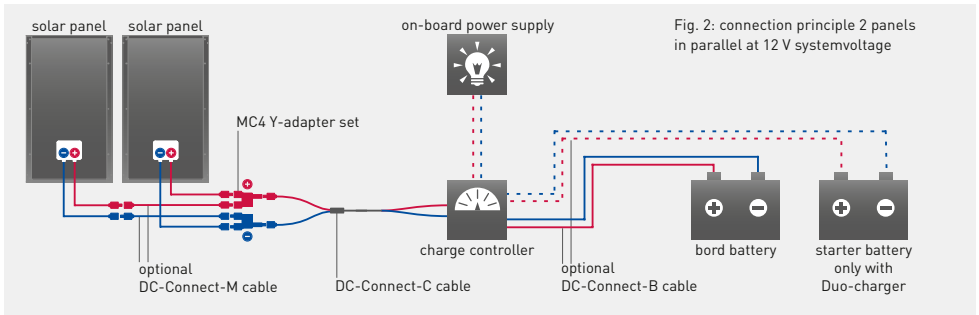 solar panel
solar panel
on-board power supply
Fig. 2: connection principle 2 panels
in parallel at 12 V systemvoltage
MC4 Y-adapter set
charge controller
bord battery
starter battery
only with
Duo-charger
optional
DC-Connect-M cable
DC-Connect-C cable
optional
DC-Connect-B cable